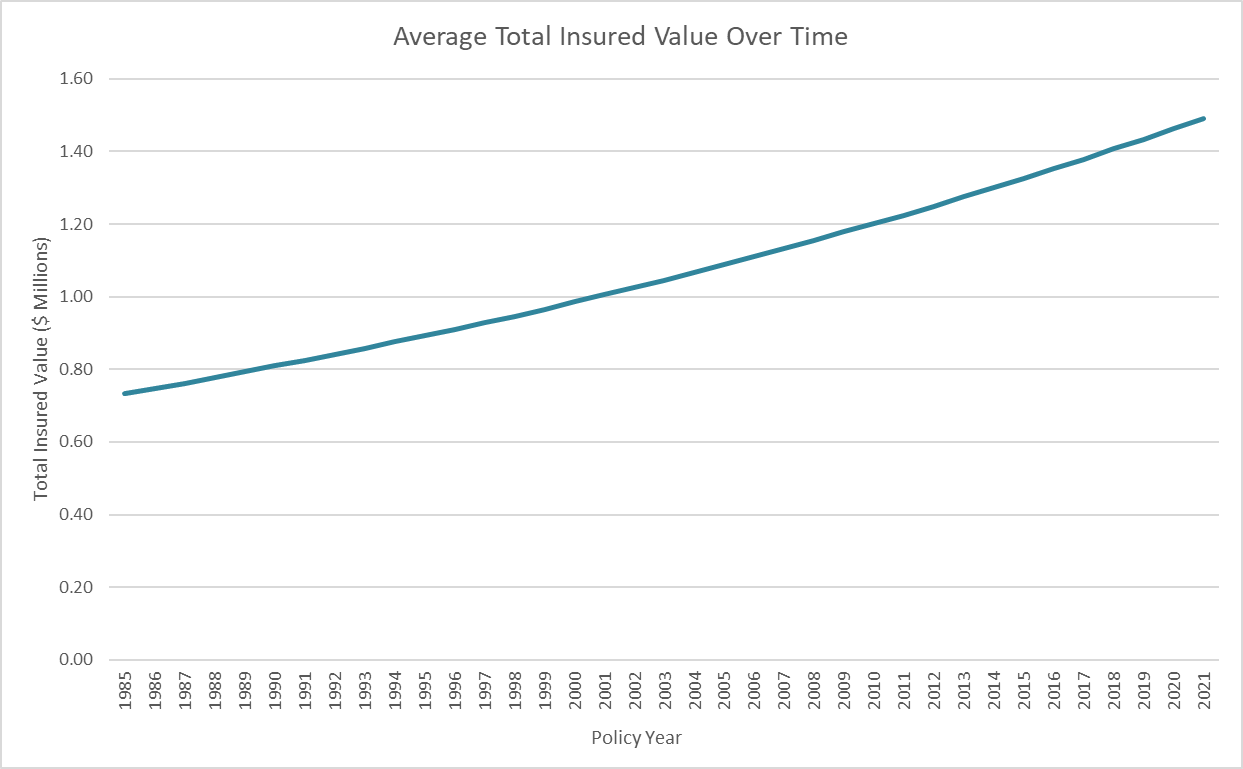 Average Total Insured Value Over Time
1.60
1.40
1.20
1.00
0.80
0.60
0.40
0.20
0.00
Total Insured Value ($ Millions)
1985 1986 1987 1988 1989 1990 1991 1992 1993 1994 1995 1996 1997 1998 1999 2000 2001 2002 2003 2004 2005 2006 2007 2008 2009 2010 2011 2012 2013 2014 2015 2016 2017 2018 2019 2020 2021
Policy Year